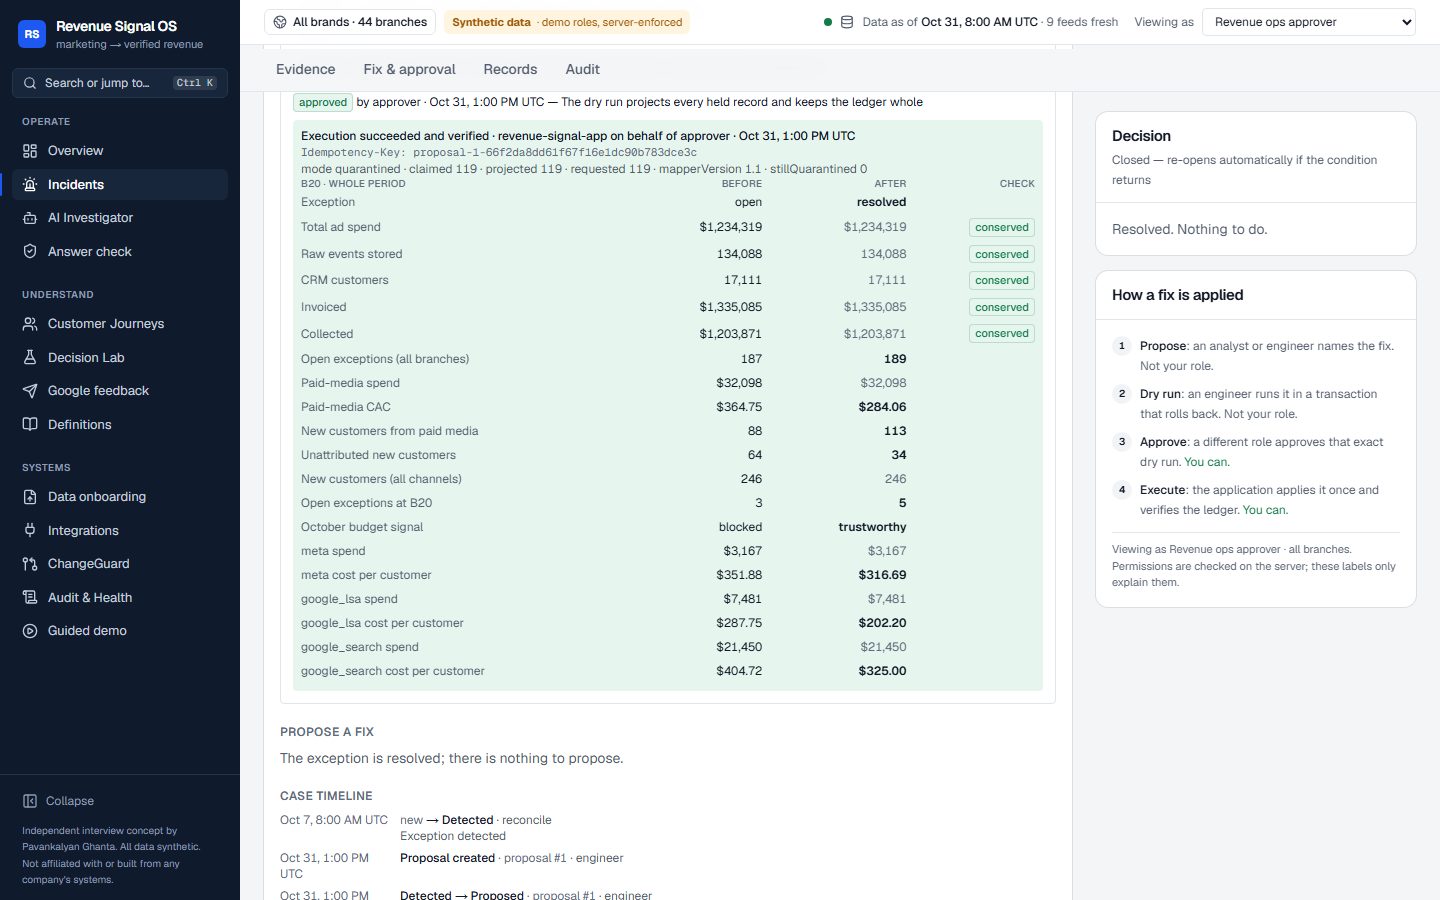 RS
Revenue Signal OS
marketing → verified revenue
Search or jump to... Ctrl K
OPERATE
Overview
Incidents
AI Investigator
Answer check
UNDERSTAND
Customer Journeys
Decision Lab
Google feedback
Definitions
SYSTEMS
Data onboarding
Integrations
ChangeGuard
Audit & Health
Guided demo
Collapse
Independent interview concept by
Pavankalyan Ghanta. All data synthetic.
Not affiliated with or built from any
company's systems.
All brands · 44 branches
Synthetic data · demo roles, server-enforced
Data as of Oct 31, 8:00 AM UTC · 9 feeds fresh
Viewing as Revenue ops approver
Evidence Fix & approval Records Audit
approved by approver · Oct 31, 1:00 PM UTC — The dry run projects every held record and keeps the ledger whole
Execution succeeded and verified · revenue-signal-app on behalf of approver · Oct 31, 1:00 PM UTC
Idempotency-Key: proposal-1-66f2da8dd61f67f16e1dc90b783dce3c
mode quarantined · claimed 119 · projected 119 · requested 119 · mapperVersion 1.1 · stillQuarantined 0
B20 · WHOLE PERIOD BEFORE AFTER CHECK
Exception open resolved
Total ad spend $1,234,319 $1,234,319 conserved
Raw events stored 134,088 134,088 conserved
CRM customers 17,111 17,111 conserved
Invoiced $1,335,085 $1,335,085 conserved
Collected $1,203,871 $1,203,871 conserved
Open exceptions (all branches) 187 189
Paid-media spend $32,098 $32,098
Paid-media CAC $364.75 $284.06
New customers from paid media 88 113
Unattributed new customers 64 34
New customers (all channels) 246 246
Open exceptions at B20 3 5
October budget signal blocked trustworthy
meta spend $3,167 $3,167
meta cost per customer $351.88 $316.69
google_lsa spend $7,481 $7,481
google_lsa cost per customer $287.75 $202.20
google_search spend $21,450 $21,450
google_search cost per customer $404.72 $325.00
PROPOSE A FIX
The exception is resolved; there is nothing to propose.
CASE TIMELINE
Oct 7, 8:00 AM UTC new → Detected · reconcile
Exception detected
Oct 31, 1:00 PM UTC Proposal created · proposal #1 · engineer
Oct 31, 1:00 PM Detected → Proposed · proposal #1 · engineer
Decision
Closed — re-opens automatically if the condition
returns
Resolved. Nothing to do.
How a fix is applied
1 Propose: an analyst or engineer names the fix.
Not your role.
2 Dry run: an engineer runs it in a transaction
that rolls back. Not your role.
3 Approve: a different role approves that exact
dry run. You can.
4 Execute: the application applies it once and
verifies the ledger. You can.
Viewing as Revenue ops approver · all branches.
Permissions are checked on the server; these labels only
explain them.